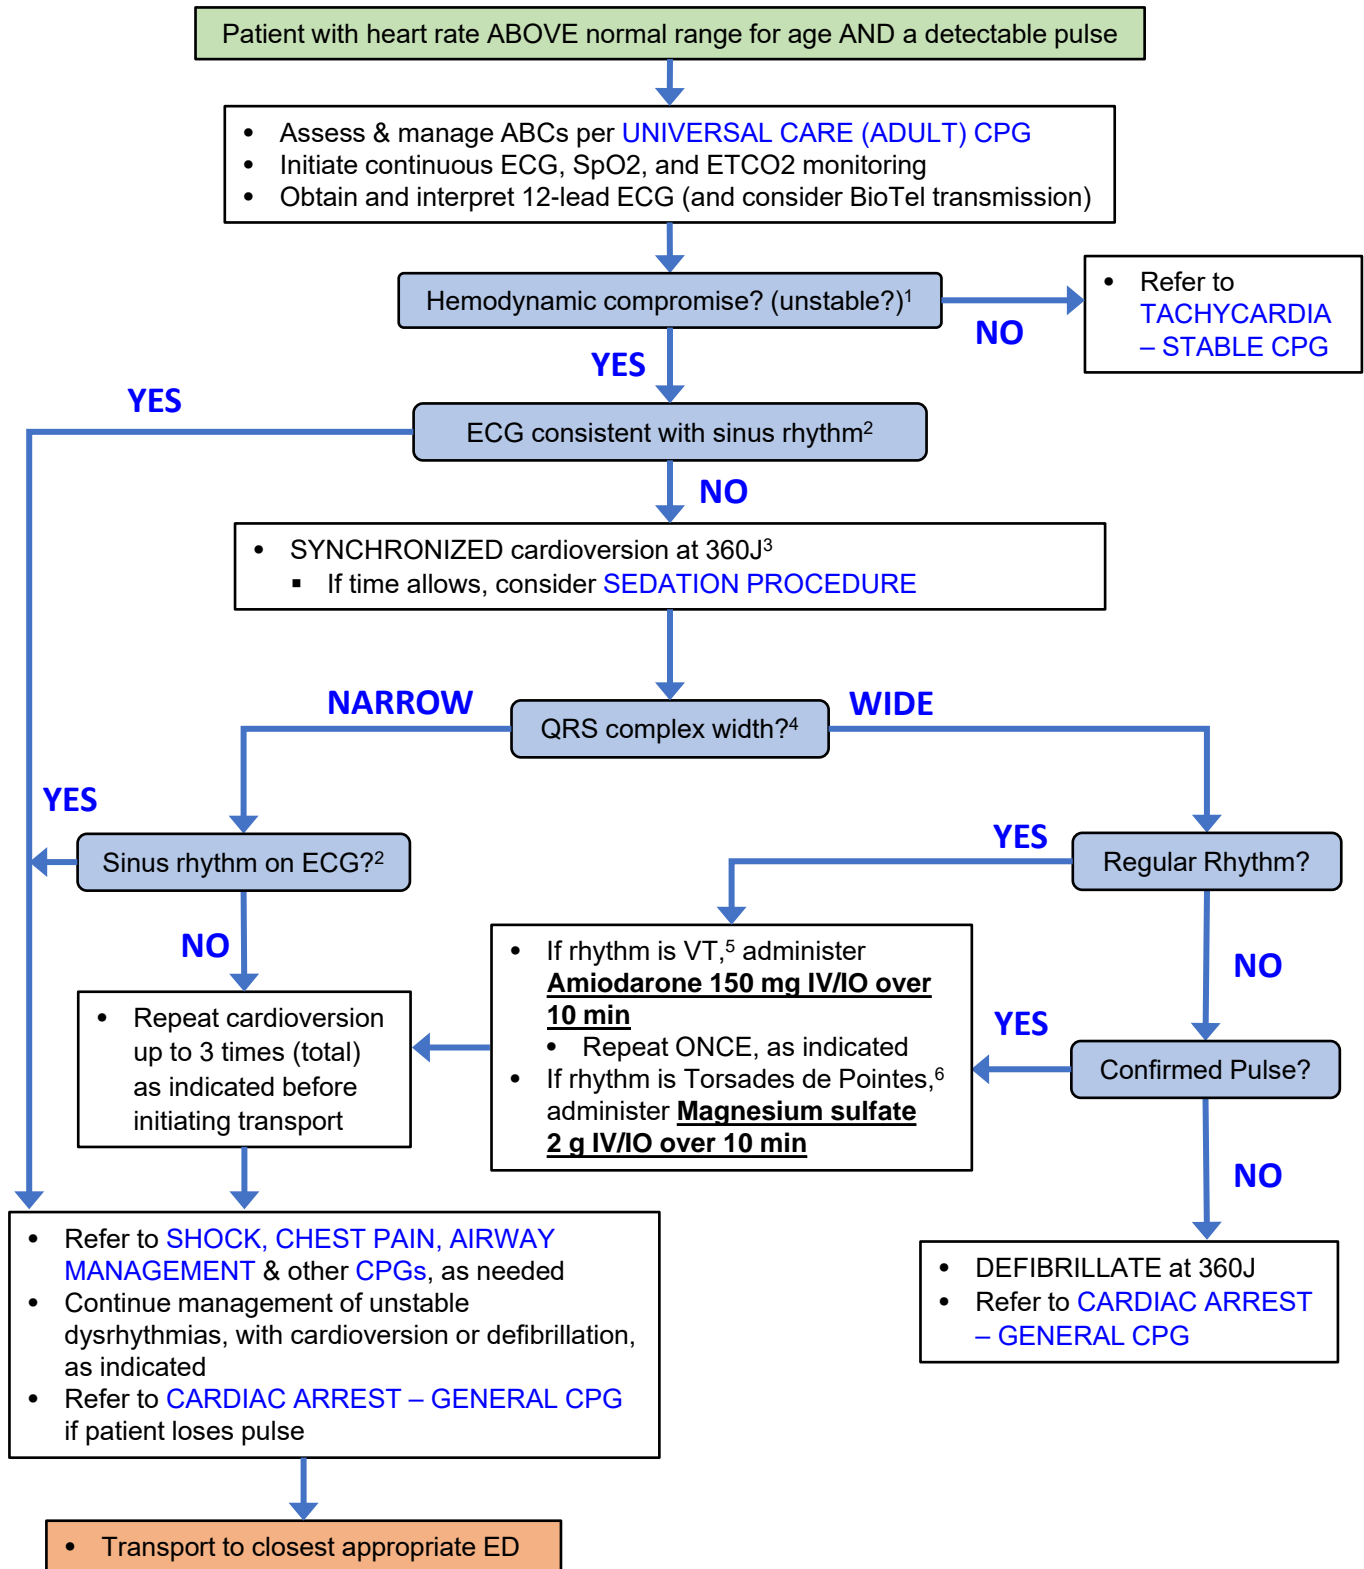 Patient with heart rate ABOVE normal range for age AND a detectable pulse
• Assess & manage ABCs per UNIVERSAL CARE (ADULT) CPG
• Initiate continuous ECG, SpO2, and ETCO2 monitoring
• Obtain and interpret 12-lead ECG (and consider BioTel transmission)
Hemodynamic compromise? (unstable?)¹
NO
• Refer to
TACHYCARDIA
– STABLE CPG
YES
YES
ECG consistent with sinus rhythm²
NO
• SYNCHRONIZED cardioversion at 360J³
▪ If time allows, consider SEDATION PROCEDURE
NARROW
QRS complex width?⁴
WIDE
YES
Sinus rhythm on ECG?²
YES
Regular Rhythm?
NO
• Repeat cardioversion
up to 3 times (total)
as indicated before
initiating transport
• If rhythm is VT,⁵ administer
Amiodarone 150 mg IV/IO over
10 min
• Repeat ONCE, as indicated
• If rhythm is Torsades de Pointes,⁶
administer Magnesium sulfate
2 g IV/IO over 10 min
NO
YES
Confirmed Pulse?
NO
• Refer to SHOCK, CHEST PAIN, AIRWAY
MANAGEMENT & other CPGs, as needed
• Continue management of unstable
dysrhythmias, with cardioversion or defibrillation,
as indicated
• Refer to CARDIAC ARREST – GENERAL CPG
if patient loses pulse
• DEFIBRILLATE at 360J
• Refer to CARDIAC ARREST
– GENERAL CPG
• Transport to closest appropriate ED